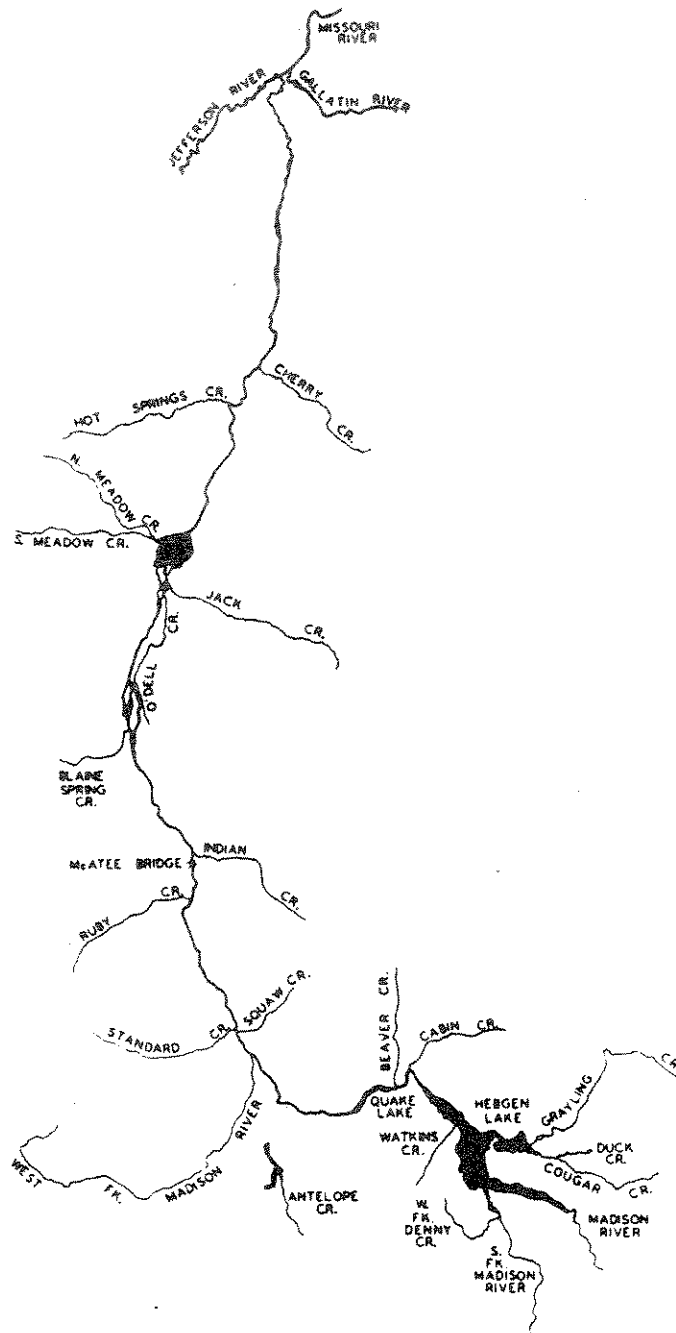 MISSOURI
RIVER
JEFFERSON RIVER
GALLATIN RIVER
CHERRY CR.
HOT SPRINGS CR.
N. MEADOW CR.
S. MEADOW CR.
JACK CR.
O'DELL CR.
BLAINE
SPRING
CR.
INDIAN CR.
McATEE BRIDGE
RUBY CR.
SQUAW CR.
STANDARD CR.
BEAVER CR.
CABIN CR.
GRAYLING CR.
HEBGEN
LAKE
QUAKE
LAKE
WATKINS
CR.
DUCK
CR.
COUGAR CR.
WEST FK. MADISON RIVER
ANTELOPE
CR.
W.
FK.
DENNY
CR.
MADISON
RIVER
S.
FK.
MADISON
RIVER